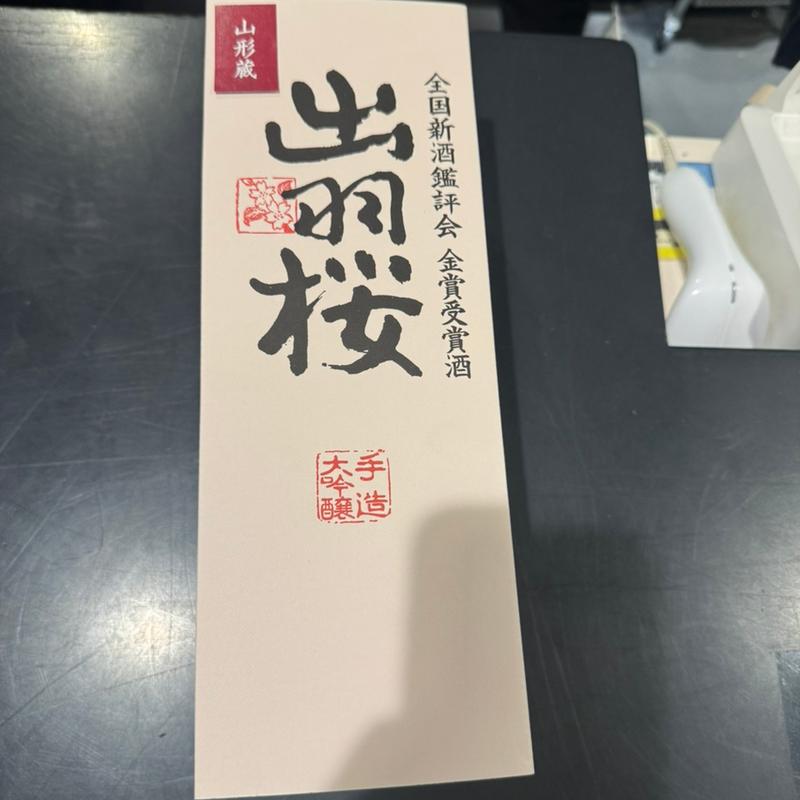 山形蔵
全国新酒鑑評会 金賞受賞酒
出羽桜
手造
大吟醸